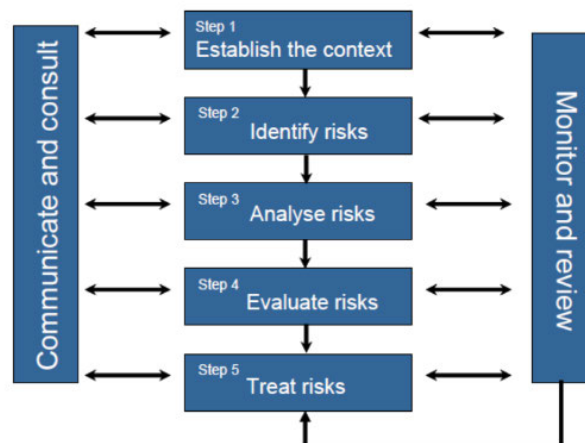 Communicate and consult
Step 1
Establish the context
Step 2
Identify risks
Step 3
Analyse risks
Step 4
Evaluate risks
Step 5
Treat risks
Monitor and review